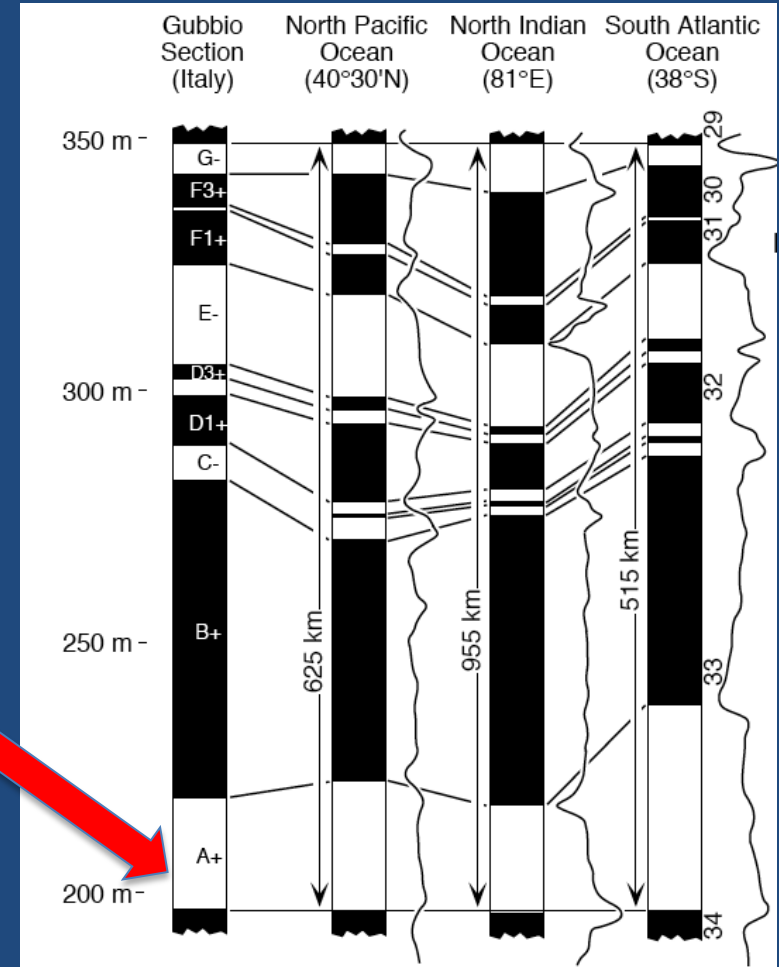 Gubbio
Section
(Italy)
North Pacific
Ocean
(40°30'N)
North Indian
Ocean
(81°E)
South Atlantic
Ocean
(38°S)
350 m
300 m
250 m
200 m
G-
F3+
F1+
E-
D3+
D1+
C-
B+
A+
625 km
955 km
515 km
29
30
31
32
33
34